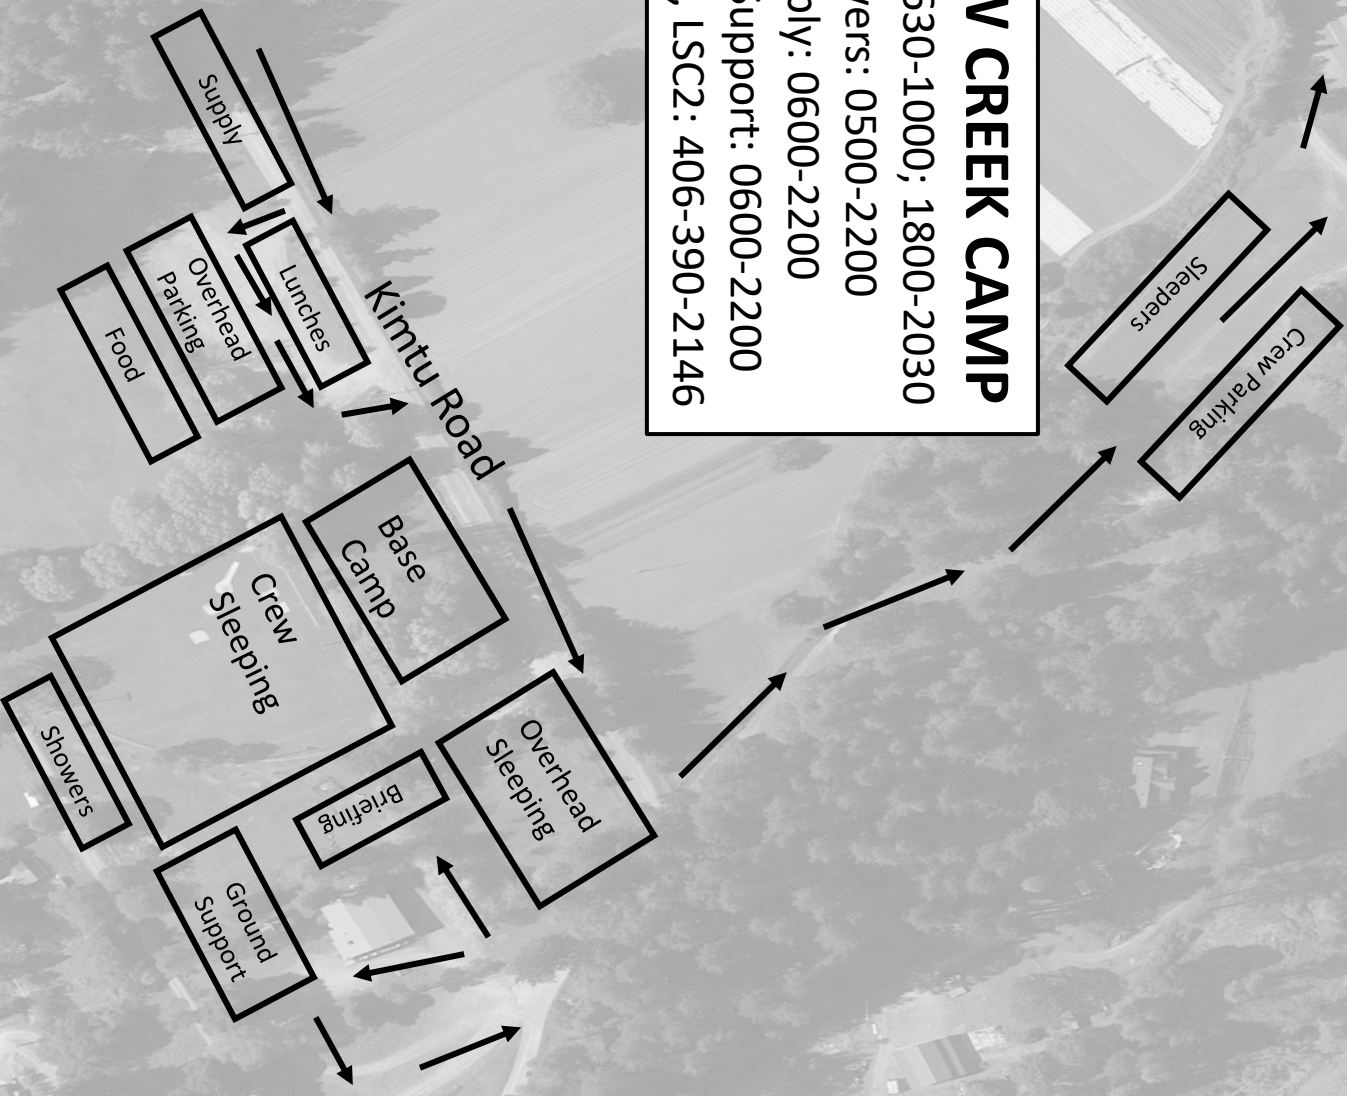 W CREEK CAMP
630-1000; 1800-2030
vers: 0500-2200
ply: 0600-2200
Support: 0600-2200
, LSC2: 406-390-2146
Supply
Lunches
Overhead
Parking
Food
Kimtu Road
Base
Camp
Crew
Sleeping
Showers
Briefing
Overhead
Sleeping
Ground
Support
Sleepers
Crew Parking